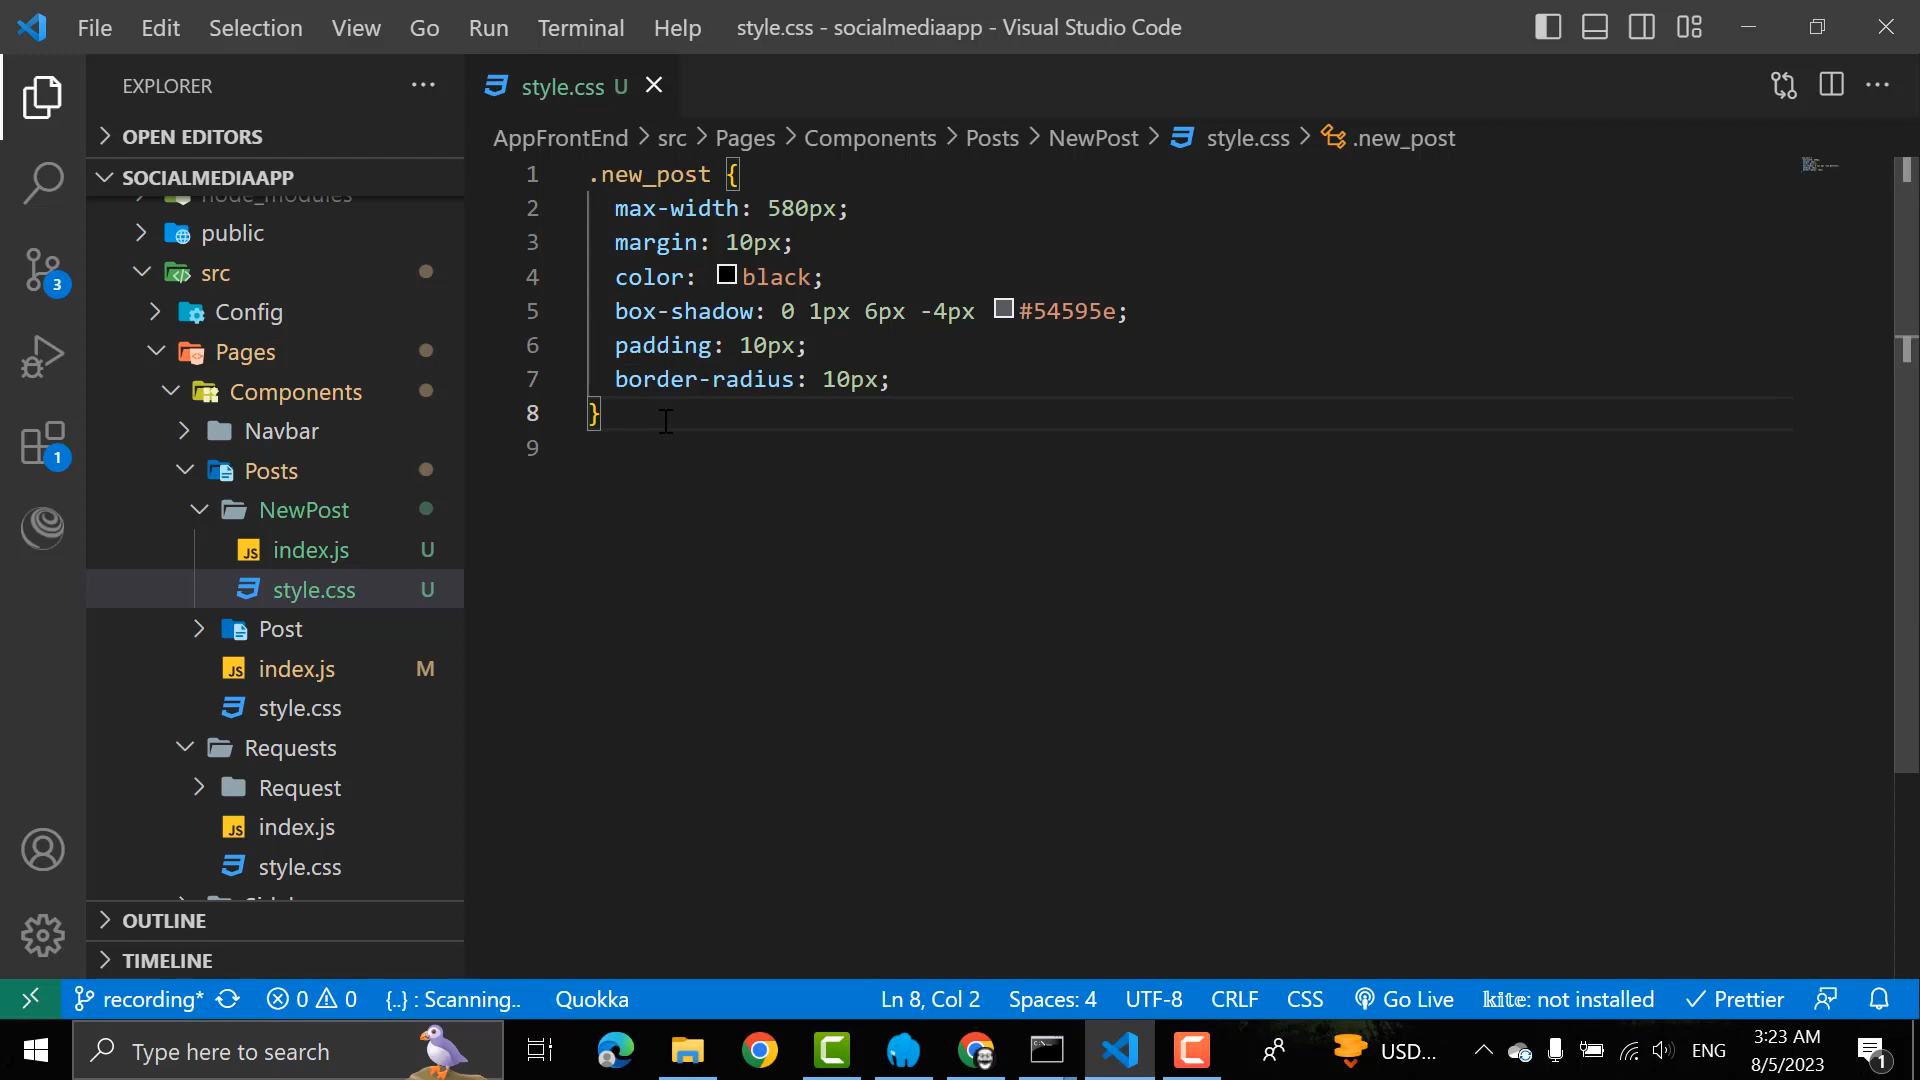 File Edit Selection View Go Run Terminal Help style.css - socialmediaapp - Visual Studio Code
EXPLORER
OPEN EDITORS
SOCIALMEDIAAPP
node_modules
public
src
Config
Pages
Components
Navbar
Posts
NewPost
index.js U
style.css U
Post
index.js M
style.css
Requests
Request
index.js
style.css
OUTLINE
TIMELINE
style.css U
AppFrontEnd > src > Pages > Components > Posts > NewPost > style.css > .new_post
1 .new_post {
2 max-width: 580px;
3 margin: 10px;
4 color: black;
5 box-shadow: 0 1px 6px -4px #54595e;
6 padding: 10px;
7 border-radius: 10px;
8 }
9
3
1
recording* 0 0 {..} : Scanning.. Quokka Ln 8, Col 2 Spaces: 4 UTF-8 CRLF CSS Go Live kite: not installed Prettier
Type here to search USD... ENG 3:23 AM
8/5/2023
1